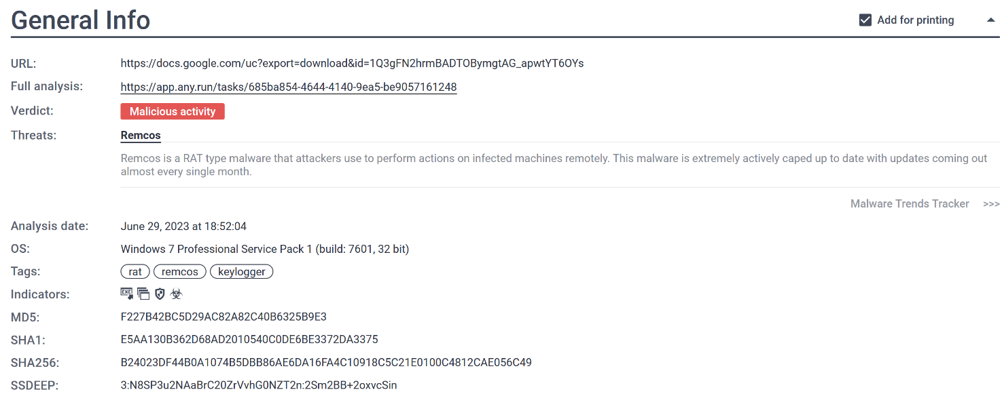 General Info
Add for printing
URL: https://docs.google.com/uc?export=download&id=1Q3gFN2hrmBADTOBymgtAG_apwtYT6OYs
Full analysis: https://app.any.run/tasks/685ba854-4644-4140-9ea5-be9057161248
Verdict: Malicious activity
Threats: Remcos
Remcos is a RAT type malware that attackers use to perform actions on infected machines remotely. This malware is extremely actively caped up to date with updates coming out
almost every single month.
Malware Trends Tracker >>>
Analysis date: June 29, 2023 at 18:52:04
OS: Windows 7 Professional Service Pack 1 (build: 7601, 32 bit)
Tags: rat remcos keylogger
Indicators: EXE
MD5: F227B42BC5D29AC82A82C40B6325B9E3
SHA1: E5AA130B362D68AD2010540C0DE6BE3372DA3375
SHA256: B24023DF44B0A1074B5DBB86AE6DA16FA4C10918C5C21E0100C4812CAE056C49
SSDEEP: 3:N8SP3u2NAaBrC20ZrVvhG0NZT2n:2Sm2BB+2oxvcSin